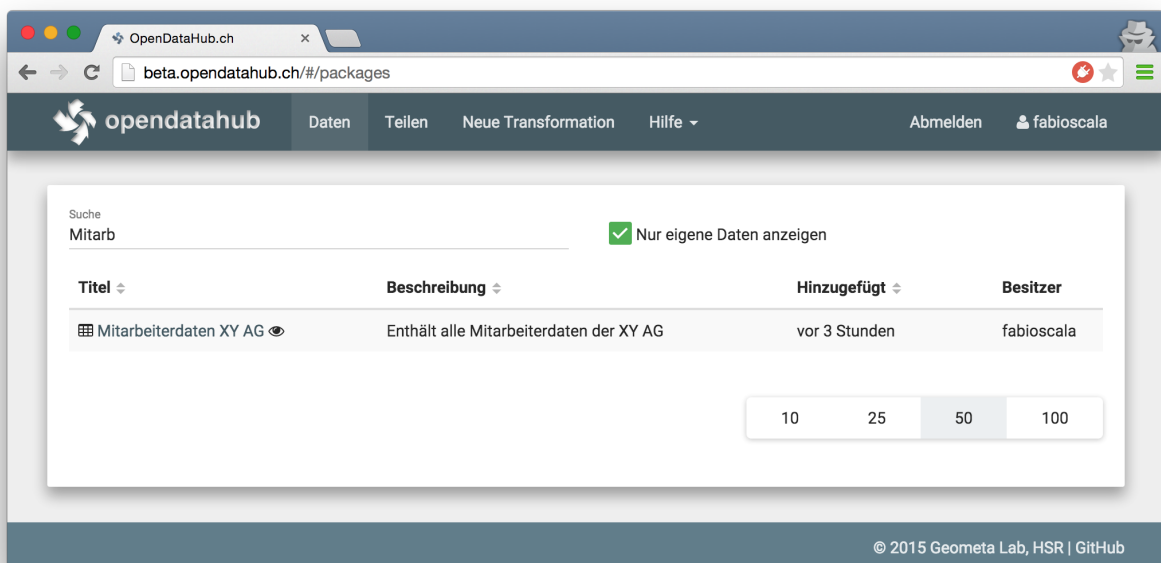 OpenDataHub.ch
beta.opendatahub.ch/#/packages
opendatahub Daten Teilen Neue Transformation Hilfe Abmelden fabioscala
Suche
Mitarb
Nur eigene Daten anzeigen
Titel Beschreibung Hinzugefügt Besitzer
Mitarbeiterdaten XY AG Enthält alle Mitarbeiterdaten der XY AG vor 3 Stunden fabioscala
10 25 50 100
© 2015 Geometa Lab, HSR | GitHub